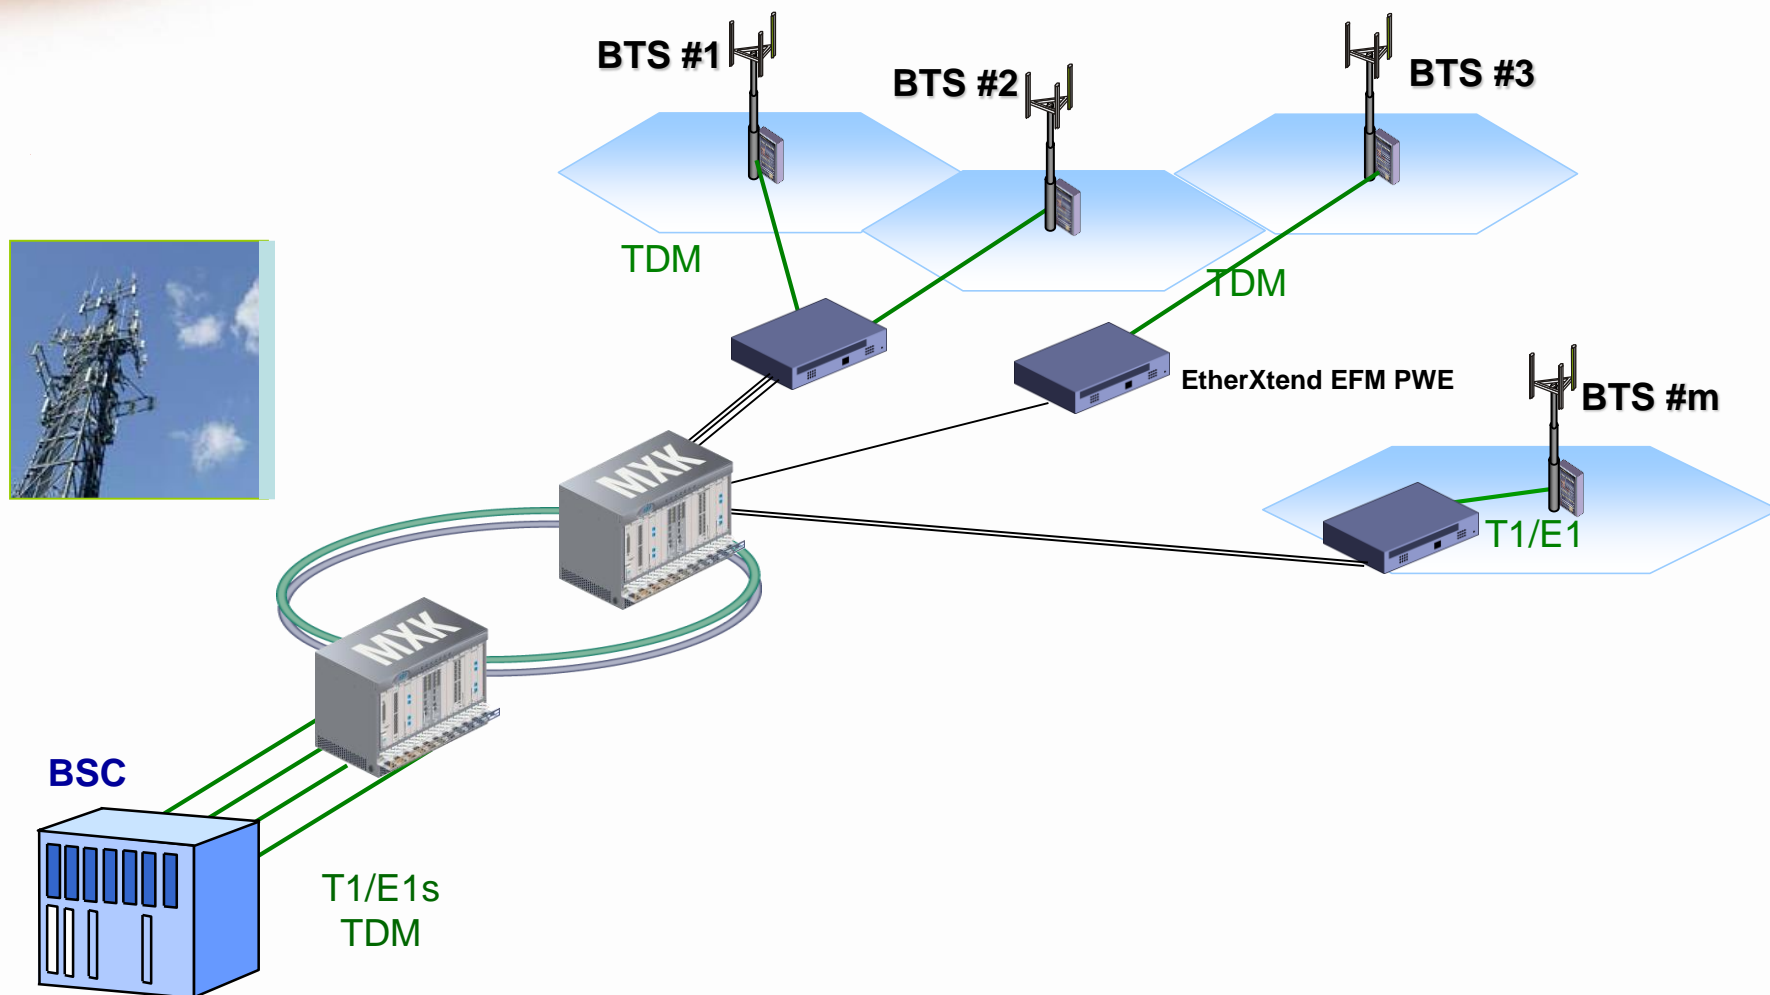 BTS #1
BTS #2
BTS #3
TDM
TDM
EtherXtend EFM PWE
BTS #m
MXK
T1/E1
MXK
BSC
T1/E1s
TDM